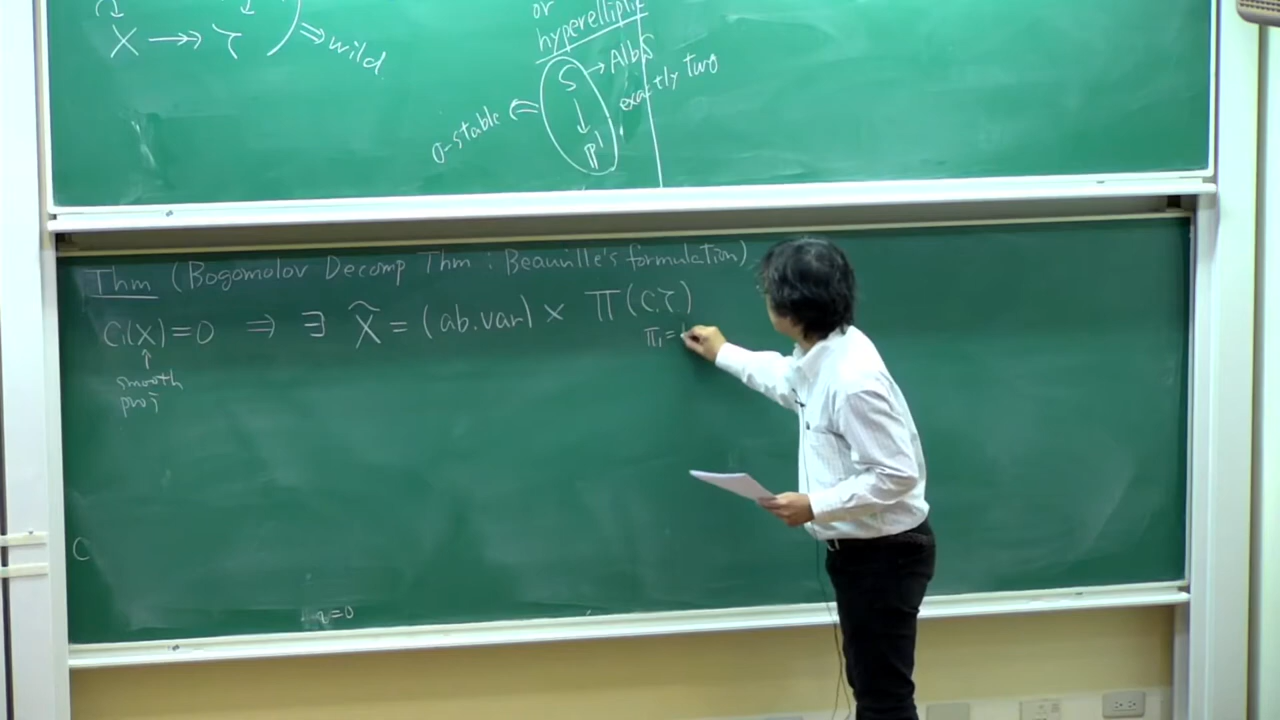 X ↠ Y ) ⇒ wild.
or
hyperelliptic
S → Alb S
↓
ℙ¹
exactly two
0-stable ⇐
Thm (Bogomolov Decomp Thm : Beauville's formulation)
C₁(X)=0 ⇒ ∃ X̃ = (ab.var) × Π(C.Y.)
↑
smooth
proj
π₁=
C
q=0